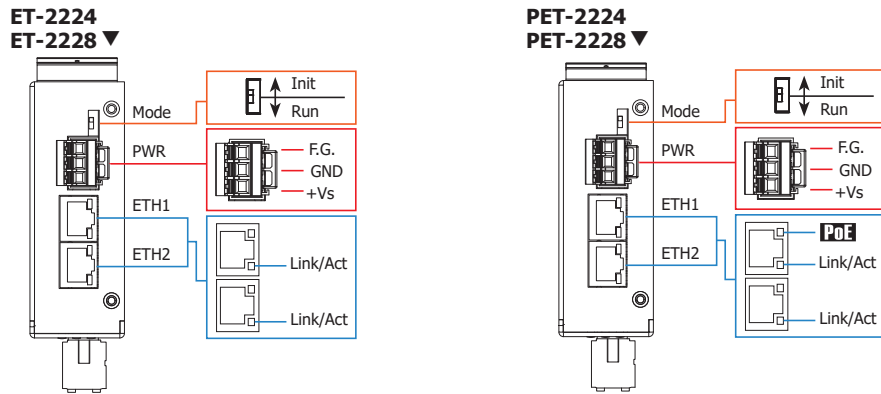 ET-2224
ET-2228▼
Init
Run
Mode
PWR
F.G.
GND
+Vs
ETH1
ETH2
Link/Act
Link/Act
PET-2224
PET-2228▼
Init
Run
Mode
PWR
F.G.
GND
+Vs
ETH1
ETH2
PoE
Link/Act
Link/Act